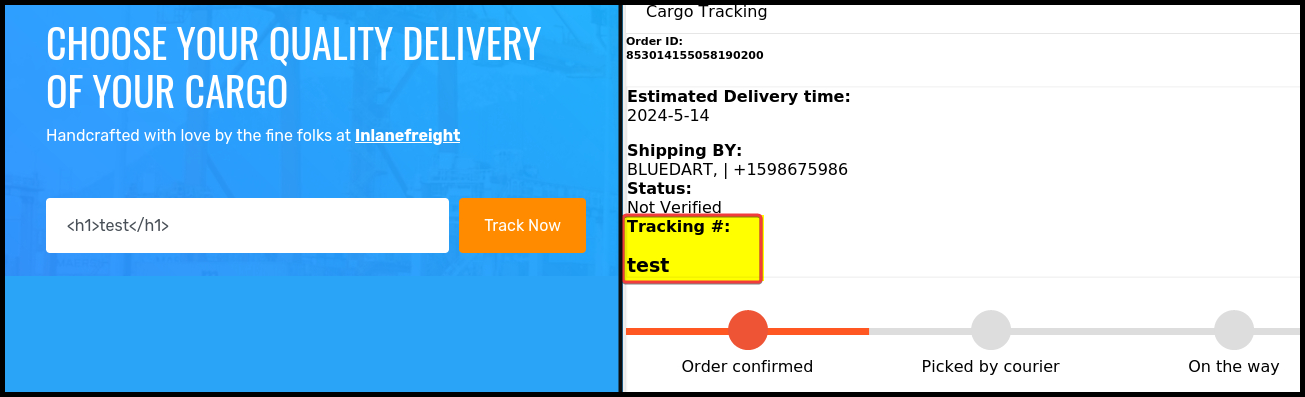 CHOOSE YOUR QUALITY DELIVERY
OF YOUR CARGO
Handcrafted with love by the fine folks at Inlanefreight
<h1>test</h1>
Track Now
Cargo Tracking
Order ID:
853014155058190200
Estimated Delivery time:
2024-5-14
Shipping BY:
BLUEDART, | +1598675986
Status:
Not Verified
Tracking #:
test
Order confirmed
Picked by courier
On the way